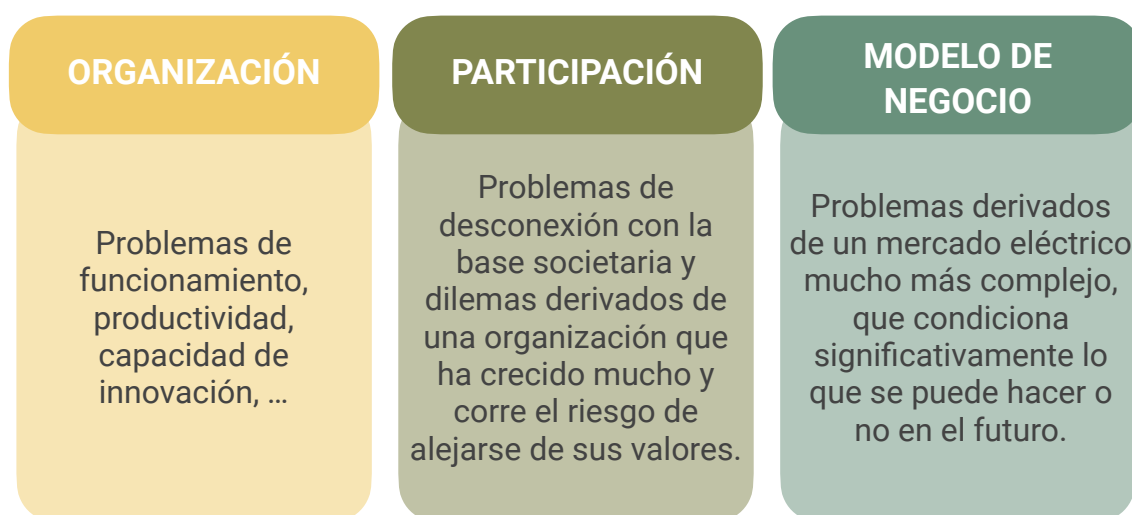 ORGANIZACIÓN
Problemas de
funcionamiento,
productividad,
capacidad de
innovación, ...
PARTICIPACIÓN
Problemas de
desconexión con la
base societaria y
dilemas derivados de
una organización que
ha crecido mucho y
corre el riesgo de
alejarse de sus valores.
MODELO DE
NEGOCIO
Problemas derivados
de un mercado eléctrico
mucho más complejo,
que condiciona
significativamente lo
que se puede hacer o
no en el futuro.